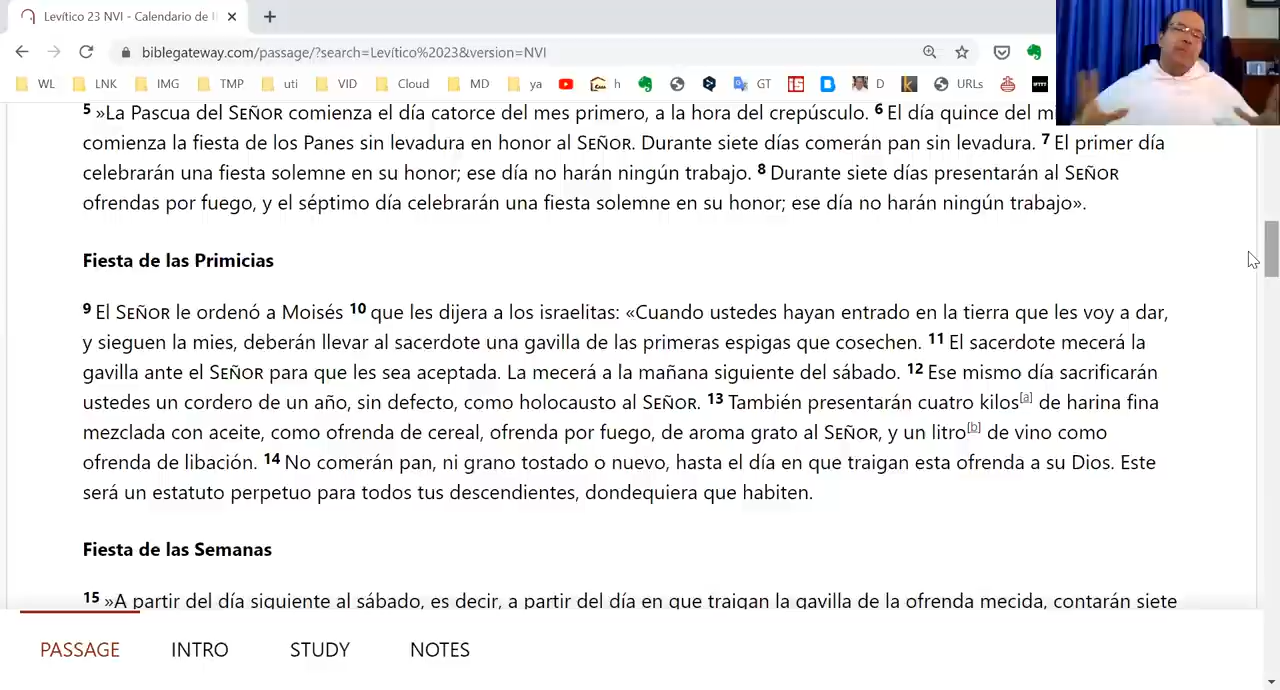 Levítico 23 NVI - Calendario de
biblegateway.com/passage/?search=Levítico%2023&version=NVI
WL LNK IMG TMP uti VID Cloud MD ya h GT D URLs
5 »La Pascua del SEÑOR comienza el día catorce del mes primero, a la hora del crepúsculo. 6 El día quince del
comienza la fiesta de los Panes sin levadura en honor al SEÑOR. Durante siete días comerán pan sin levadura. 7 El primer día
celebrarán una fiesta solemne en su honor; ese día no harán ningún trabajo. 8 Durante siete días presentarán al SEÑOR
ofrendas por fuego, y el séptimo día celebrarán una fiesta solemne en su honor; ese día no harán ningún trabajo».
Fiesta de las Primicias
9 El SEÑOR le ordenó a Moisés 10 que les dijera a los israelitas: «Cuando ustedes hayan entrado en la tierra que les voy a dar,
y sieguen la mies, deberán llevar al sacerdote una gavilla de las primeras espigas que cosechen. 11 El sacerdote mecerá la
gavilla ante el SEÑOR para que les sea aceptada. La mecerá a la mañana siguiente del sábado. 12 Ese mismo día sacrificarán
ustedes un cordero de un año, sin defecto, como holocausto al SEÑOR. 13 También presentarán cuatro kilos[a] de harina fina
mezclada con aceite, como ofrenda de cereal, ofrenda por fuego, de aroma grato al SEÑOR, y un litro[b] de vino como
ofrenda de libación. 14 No comerán pan, ni grano tostado o nuevo, hasta el día en que traigan esta ofrenda a su Dios. Este
será un estatuto perpetuo para todos tus descendientes, dondequiera que habiten.
Fiesta de las Semanas
15 »A partir del día siguiente al sábado, es decir, a partir del día en que traigan la gavilla de la ofrenda mecida, contarán siete
PASSAGE INTRO STUDY NOTES